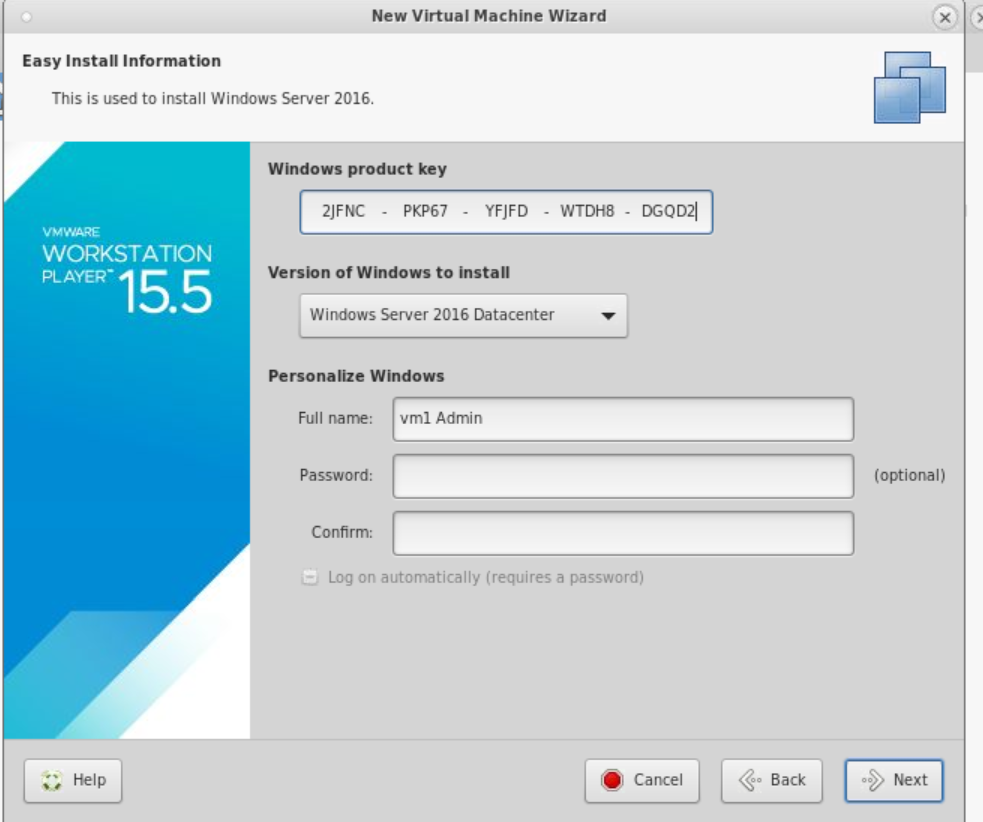 New Virtual Machine Wizard
Easy Install Information
This is used to install Windows Server 2016.
VMWARE
WORKSTATION
PLAYER™ 15.5
Windows product key
2JFNC - PKP67 - YFJFD - WTDH8 - DGQD2
Version of Windows to install
Windows Server 2016 Datacenter
Personalize Windows
Full name: vm1 Admin
Password: (optional)
Confirm:
Log on automatically (requires a password)
Help Cancel Back Next